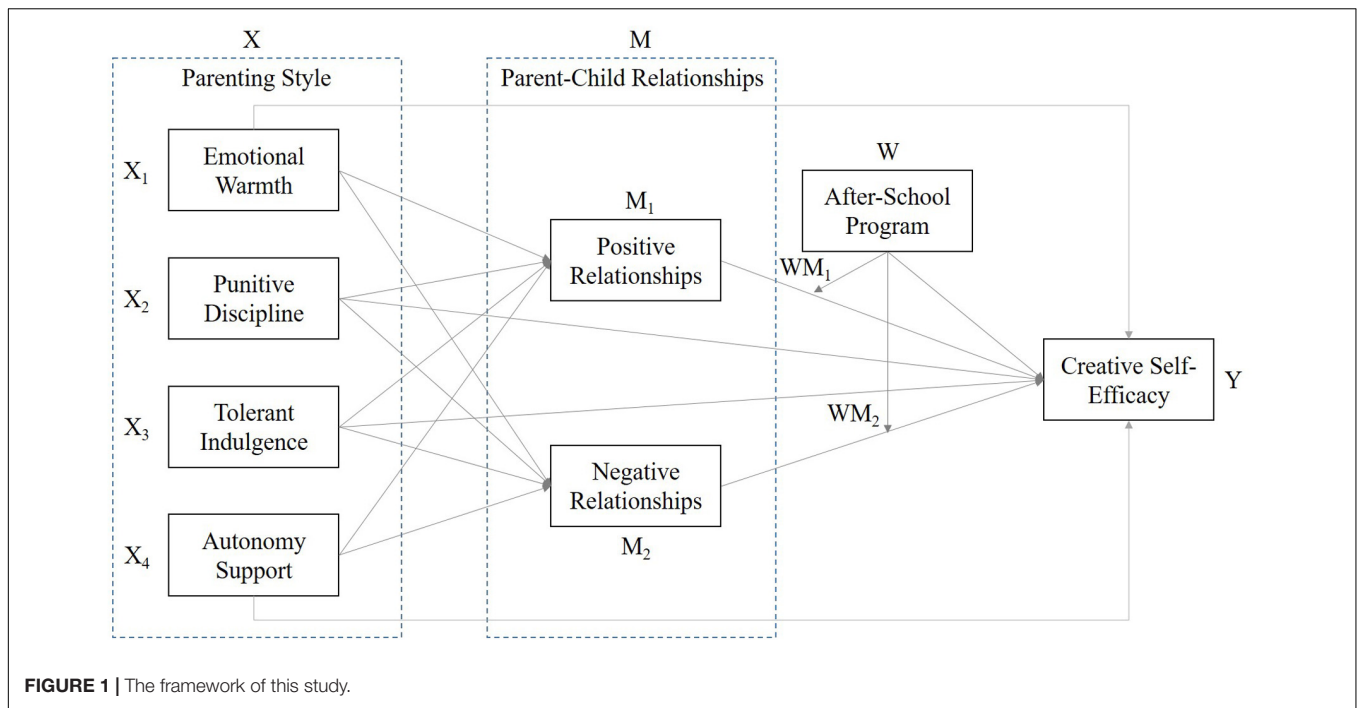 X
Parenting Style
X₁
Emotional
Warmth
X₂
Punitive
Discipline
X₃
Tolerant
Indulgence
X₄
Autonomy
Support
M
Parent-Child Relationships
M₁
Positive
Relationships
Negative
Relationships
M₂
W
After-School
Program
WM₁
WM₂
Creative Self-
Efficacy
Y
FIGURE 1 | The framework of this study.